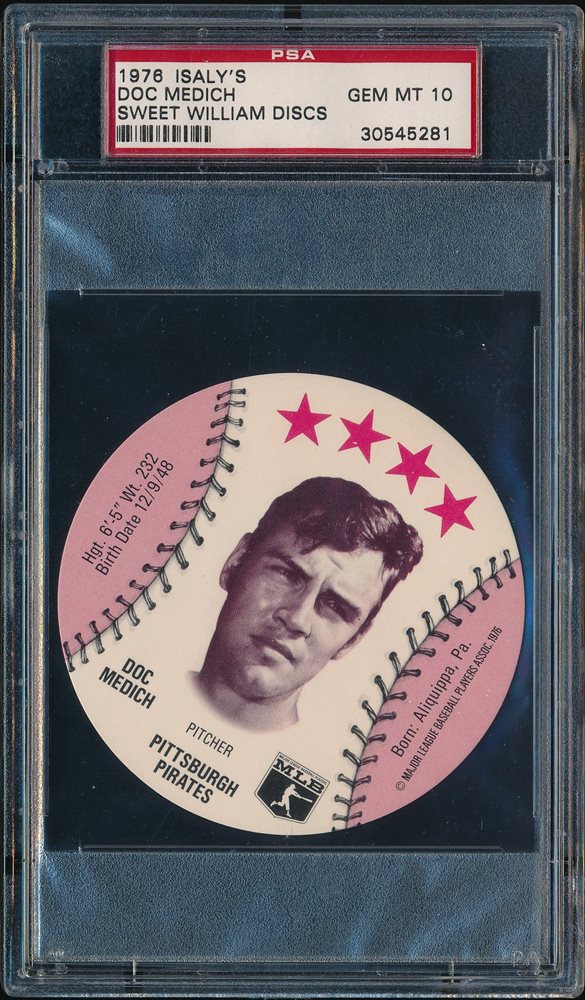 PSA
1976 ISALY'S
DOC MEDICH GEM MT 10
SWEET WILLIAM DISCS
30545281
Hgt. 6'-5" Wt. 232
Birth Date 12/9/48
DOC
MEDICH
PITCHER
PITTSBURGH
PIRATES
MLB
Born: Aliquippa, Pa.
© MAJOR LEAGUE BASEBALL PLAYERS ASSOC. 1976